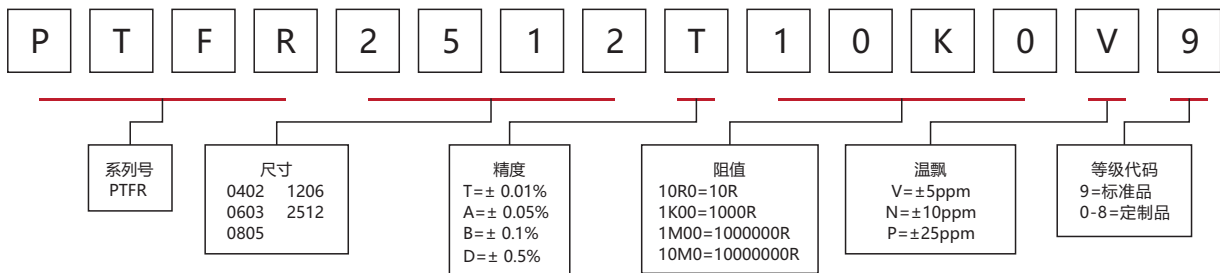 P T F R 2 5 1 2 T 1 0 K 0 V 9
系列号
PTFR
尺寸
0402 1206
0603 2512
0805
精度
T=± 0.01%
A=± 0.05%
B=± 0.1%
D=± 0.5%
阻值
10R0=10R
1K00=1000R
1M00=1000000R
10M0=10000000R
温飘
V=±5ppm
N=±10ppm
P=±25ppm
等级代码
9=标准品
0-8=定制品